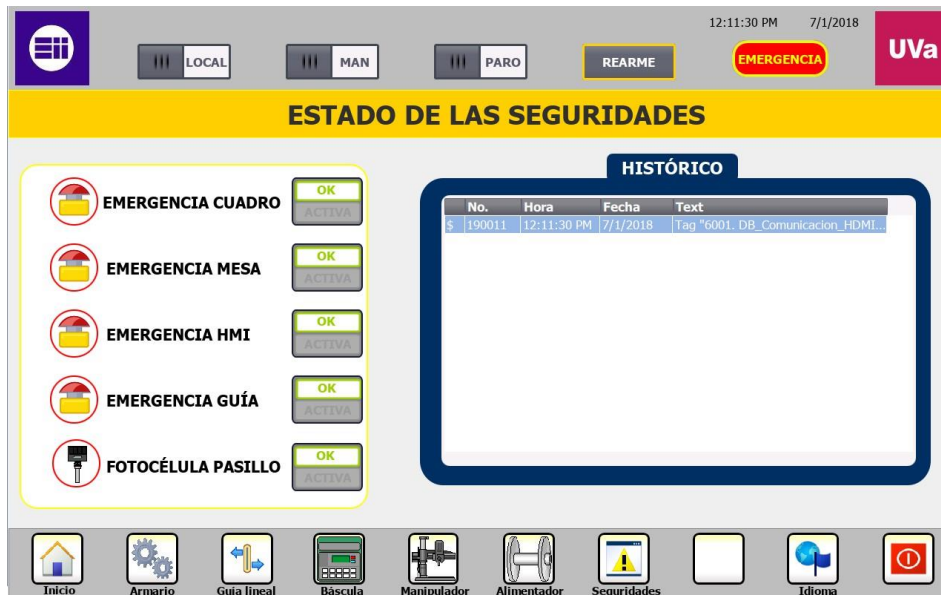 12:11:30 PM 7/1/2018
Eii LOCAL MAN PARO REARME EMERGENCIA UVa
ESTADO DE LAS SEGURIDADES
HISTÓRICO
EMERGENCIA CUADRO OK
ACTIVA
EMERGENCIA MESA OK
ACTIVA
EMERGENCIA HMI OK
ACTIVA
EMERGENCIA GUÍA OK
ACTIVA
FOTOCÉLULA PASILLO OK
ACTIVA
No. Hora Fecha Text
$ 190011 12:11:30 PM 7/1/2018 Tag "6001. DB_Comunicacion_HDMI...
Inicio Armario Guía lineal Báscula Manipulador Alimentador Seguridades Idioma